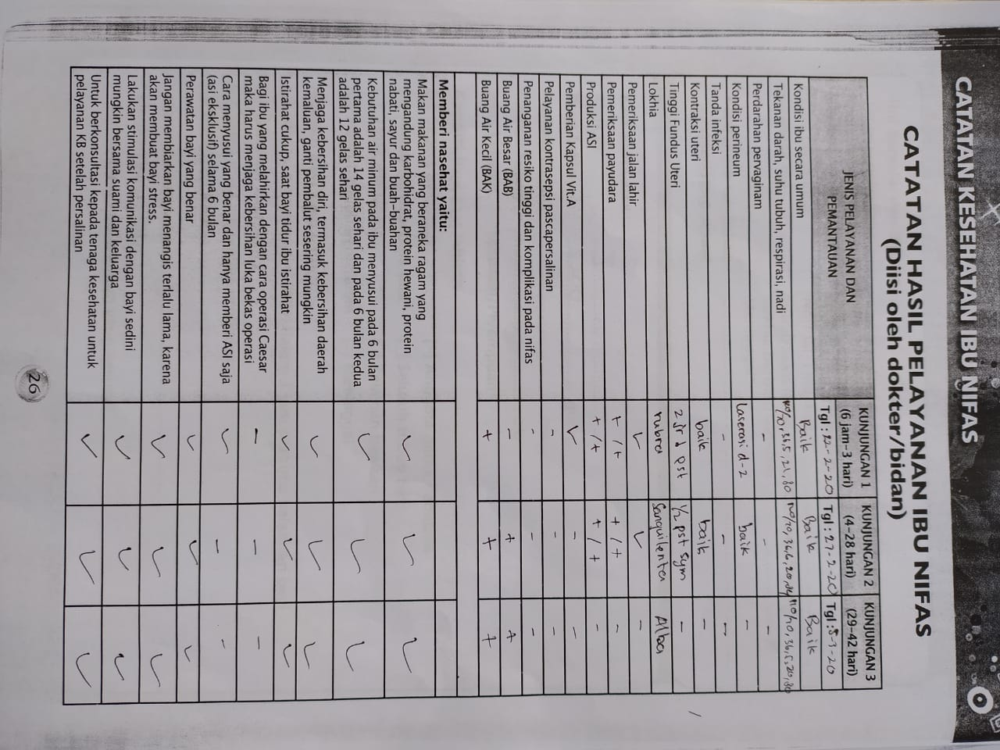 CATATAN KESEHATAN IBU NIFAS
CATATAN HASIL PELAYANAN IBU NIFAS
(Diisi oleh dokter/bidan)
JENIS PELAYANAN DAN PEMANTAUAN | KUNJUNGAN 1 (6 jam–3 hari) Tgl : 22-2-20 | KUNJUNGAN 2 (4–28 hari) Tgl : 27-2-20 | KUNJUNGAN 3 (29–42 hari) Tgl : -3-20
Kondisi ibu secara umum | Baik | Baik | Baik
Tekanan darah, suhu tubuh, respirasi, nadi | 36,5, 21, 80 | 110/70, 36,6, 20, | 110/70, 36,5, 20, 80
Perdarahan pervaginam | - | - | -
Kondisi perineum | laserasi d-2 | baik | -
Tanda infeksi | - | - | -
Kontraksi uteri | baik | baik | -
Tinggi Fundus Uteri | 2 jr ↓ pst | 1/2 pst sym | -
Lokhia | rubra | Sanguilenta | Alba
Pemeriksaan jalan lahir | ✓ | ✓ | -
Pemeriksaan payudara | + / + | + / + | -
Produksi ASI | + / + | + / + | -
Pemberian Kapsul Vit.A | ✓ | - | -
Pelayanan kontrasepsi pascapersalinan | - | - | -
Penanganan resiko tinggi dan komplikasi pada nifas | - | - | -
Buang Air Besar (BAB) | - | + | +
Buang Air Kecil (BAK) | + | + | +
Memberi nasehat yaitu:
Makan makanan yang beraneka ragam yang
mengandung karbohidrat, protein hewani, protein
nabati, sayur dan buah–buahan | ✓ | ✓ | ✓
Kebutuhan air minum pada ibu menyusui pada 6 bulan
pertama adalah 14 gelas sehari dan pada 6 bulan kedua
adalah 12 gelas sehari | ✓ | ✓ | ✓
Menjaga kebersihan diri, termasuk kebersihan daerah
kemaluan, ganti pembalut sesering mungkin | ✓ | ✓ | ✓
Istirahat cukup, saat bayi tidur ibu istirahat | ✓ | ✓ | ✓
Bagi ibu yang melahirkan dengan cara operasi Caesar
maka harus menjaga kebersihan luka bekas operasi | - | - | -
Cara menyusui yang benar dan hanya memberi ASI saja
(asi eksklusif) selama 6 bulan | ✓ | - | -
Perawatan bayi yang benar | ✓ | ✓ | ✓
Jangan membiarkan bayi menangis terlalu lama, karena
akan membuat bayi stress. | ✓ | ✓ | ✓
Lakukan stimulasi komunikasi dengan bayi sedini
mungkin bersama suami dan keluarga | ✓ | ✓ | ✓
Untuk berkonsultasi kepada tenaga kesehatan untuk
pelayanan KB setelah persalinan | ✓ | ✓ | ✓
26